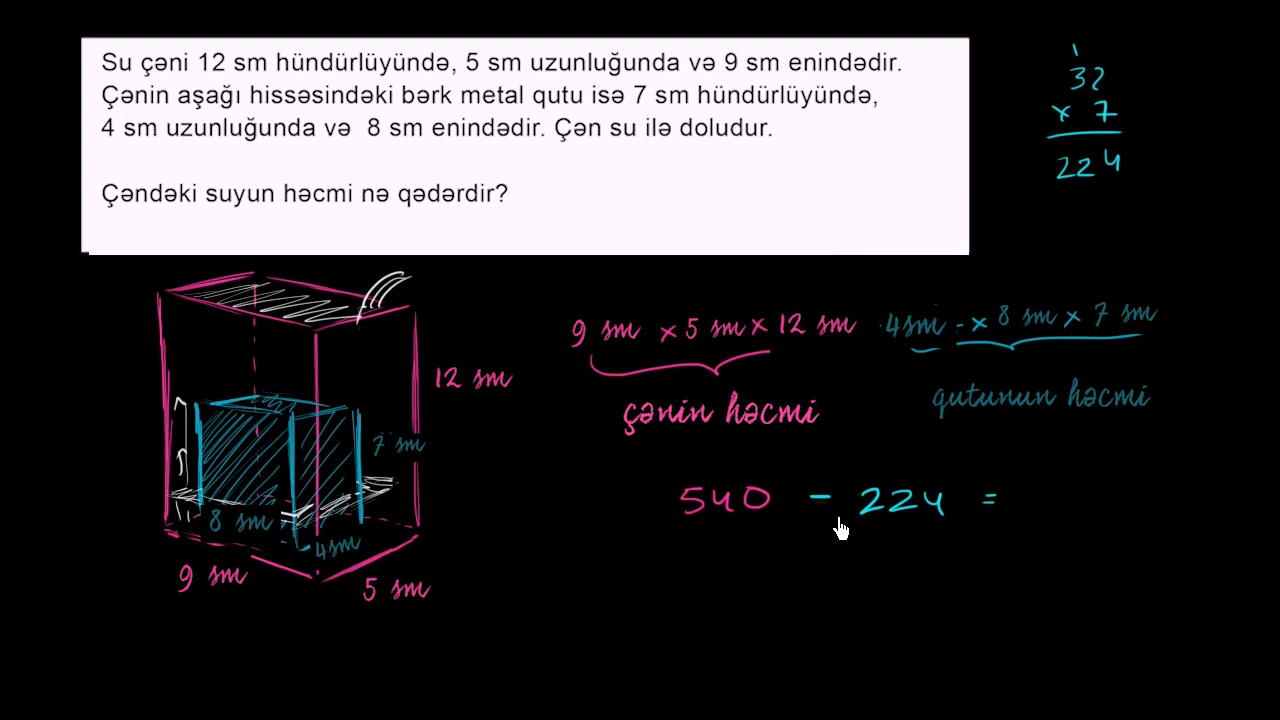 Su çəni 12 sm hündürlüyündə, 5 sm uzunluğunda və 9 sm enindədir.
Çənin aşağı hissəsindəki bərk metal qutu isə 7 sm hündürlüyündə,
4 sm uzunluğunda və 8 sm enindədir. Çən su ilə doludur.
Çəndəki suyun həcmi nə qədərdir?
1
32
x 7
224
9 sm x 5 sm x 12 sm 4sm - x 8 sm x 7 sm
çənin həcmi qutunun həcmi
540 - 224 =
12 sm
7 sm
8 sm
4sm
9 sm
5 sm